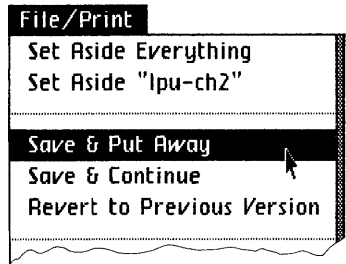 File/Print
Set Aside Everything
Set Aside "lpu-ch2"
Save & Put Away
Save & Continue
Revert to Previous Version